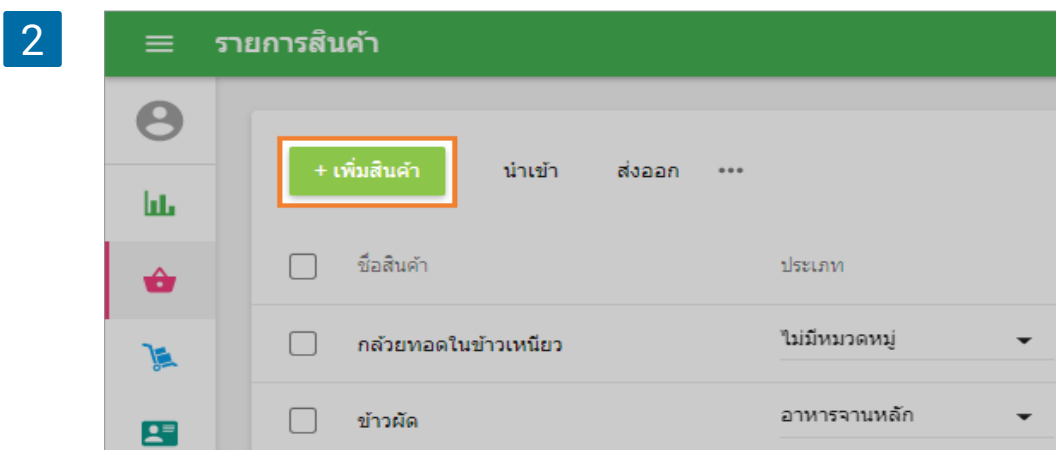 2
รายการสินค้า
+ เพิ่มสินค้า นำเข้า ส่งออก •••
ชื่อสินค้า ประเภท
กล้วยทอดในข้าวเหนียว ไม่มีหมวดหมู่
ข้าวผัด อาหารจานหลัก